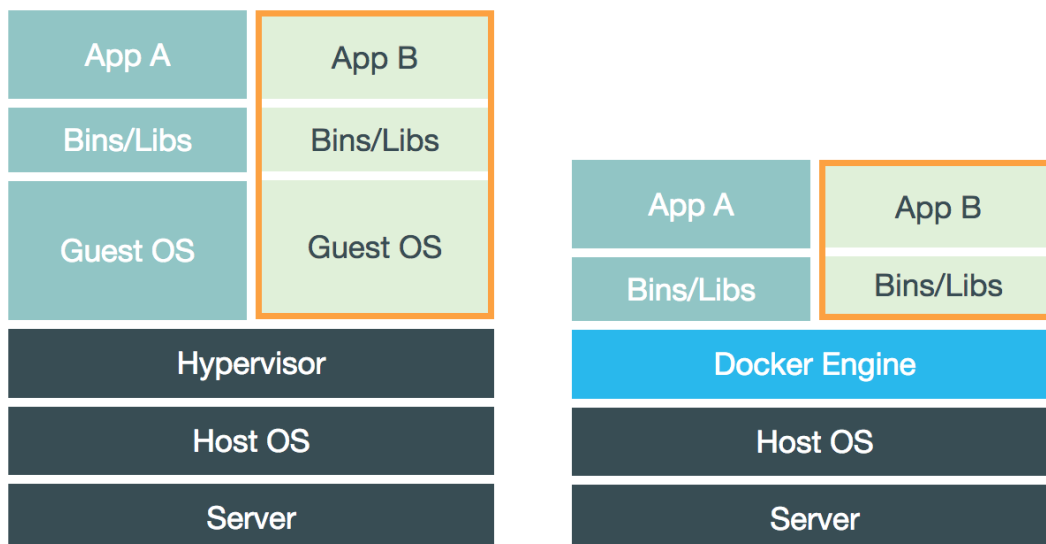 App A
App B
Bins/Libs
Bins/Libs
Guest OS
Guest OS
Hypervisor
Host OS
Server
App A
App B
Bins/Libs
Bins/Libs
Docker Engine
Host OS
Server